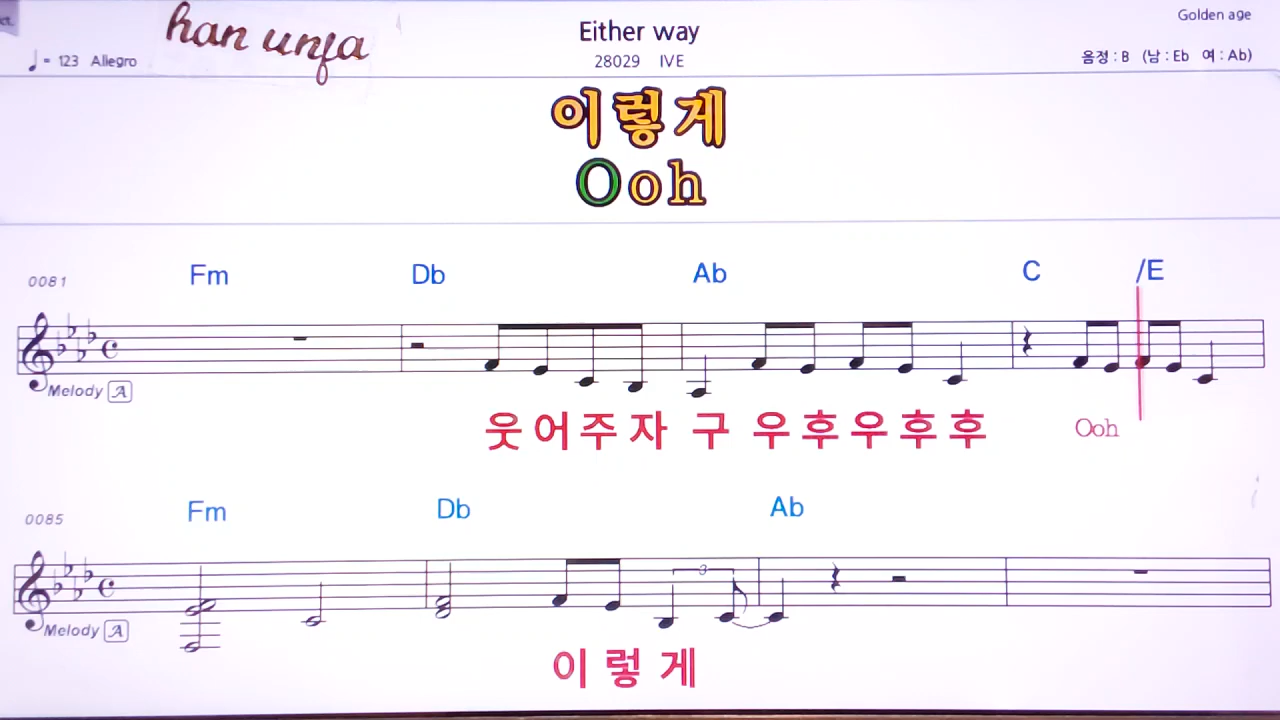 han unfa
Either way
Golden age
♩= 123 Allegro
28029 IVE
음정 : B (남 : Eb 여 : Ab)
이렇게
Ooh
0081
Fm Db Ab C /E
Melody A
웃어주자 구 우후우후후 Ooh
0085
Fm Db Ab
3
Melody A
이렇게